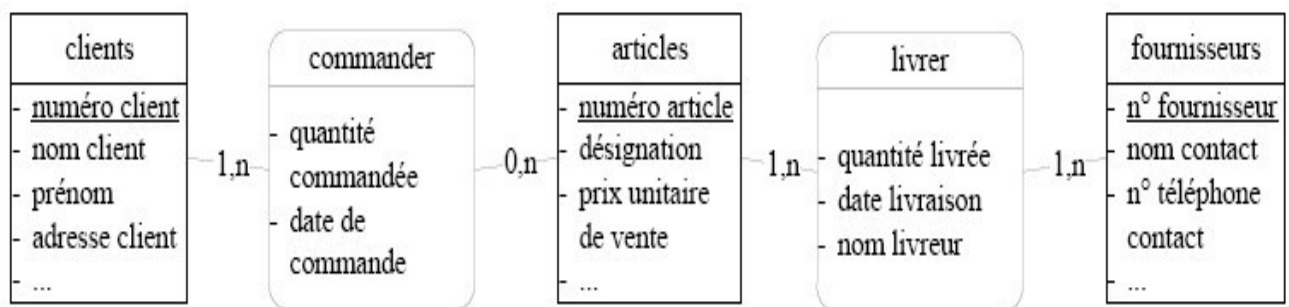 clients
- numéro client
- nom client
- prénom
- adresse client
- ...
1,n
commander
- quantité
commandée
- date de
commande
0,n
articles
- numéro article
- désignation
- prix unitaire
de vente
- ...
1,n
livrer
- quantité livrée
- date livraison
- nom livreur
1,n
fournisseurs
- n° fournisseur
- nom contact
- n° téléphone
contact
- ...